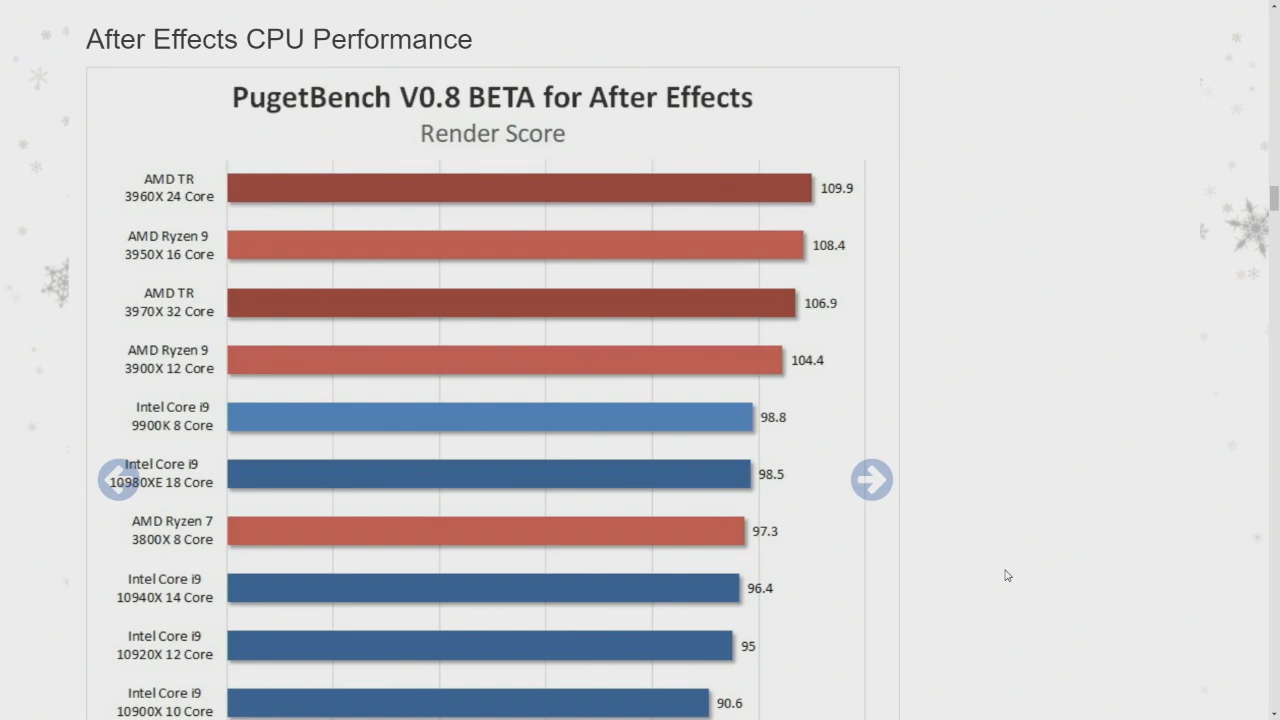 After Effects CPU Performance
PugetBench V0.8 BETA for After Effects
Render Score
AMD TR
3960X 24 Core
109.9
AMD Ryzen 9
3950X 16 Core
108.4
AMD TR
3970X 32 Core
106.9
AMD Ryzen 9
3900X 12 Core
104.4
Intel Core i9
9900K 8 Core
98.8
Intel Core i9
10980XE 18 Core
98.5
AMD Ryzen 7
3800X 8 Core
97.3
Intel Core i9
10940X 14 Core
96.4
Intel Core i9
10920X 12 Core
95
Intel Core i9
10900X 10 Core
90.6